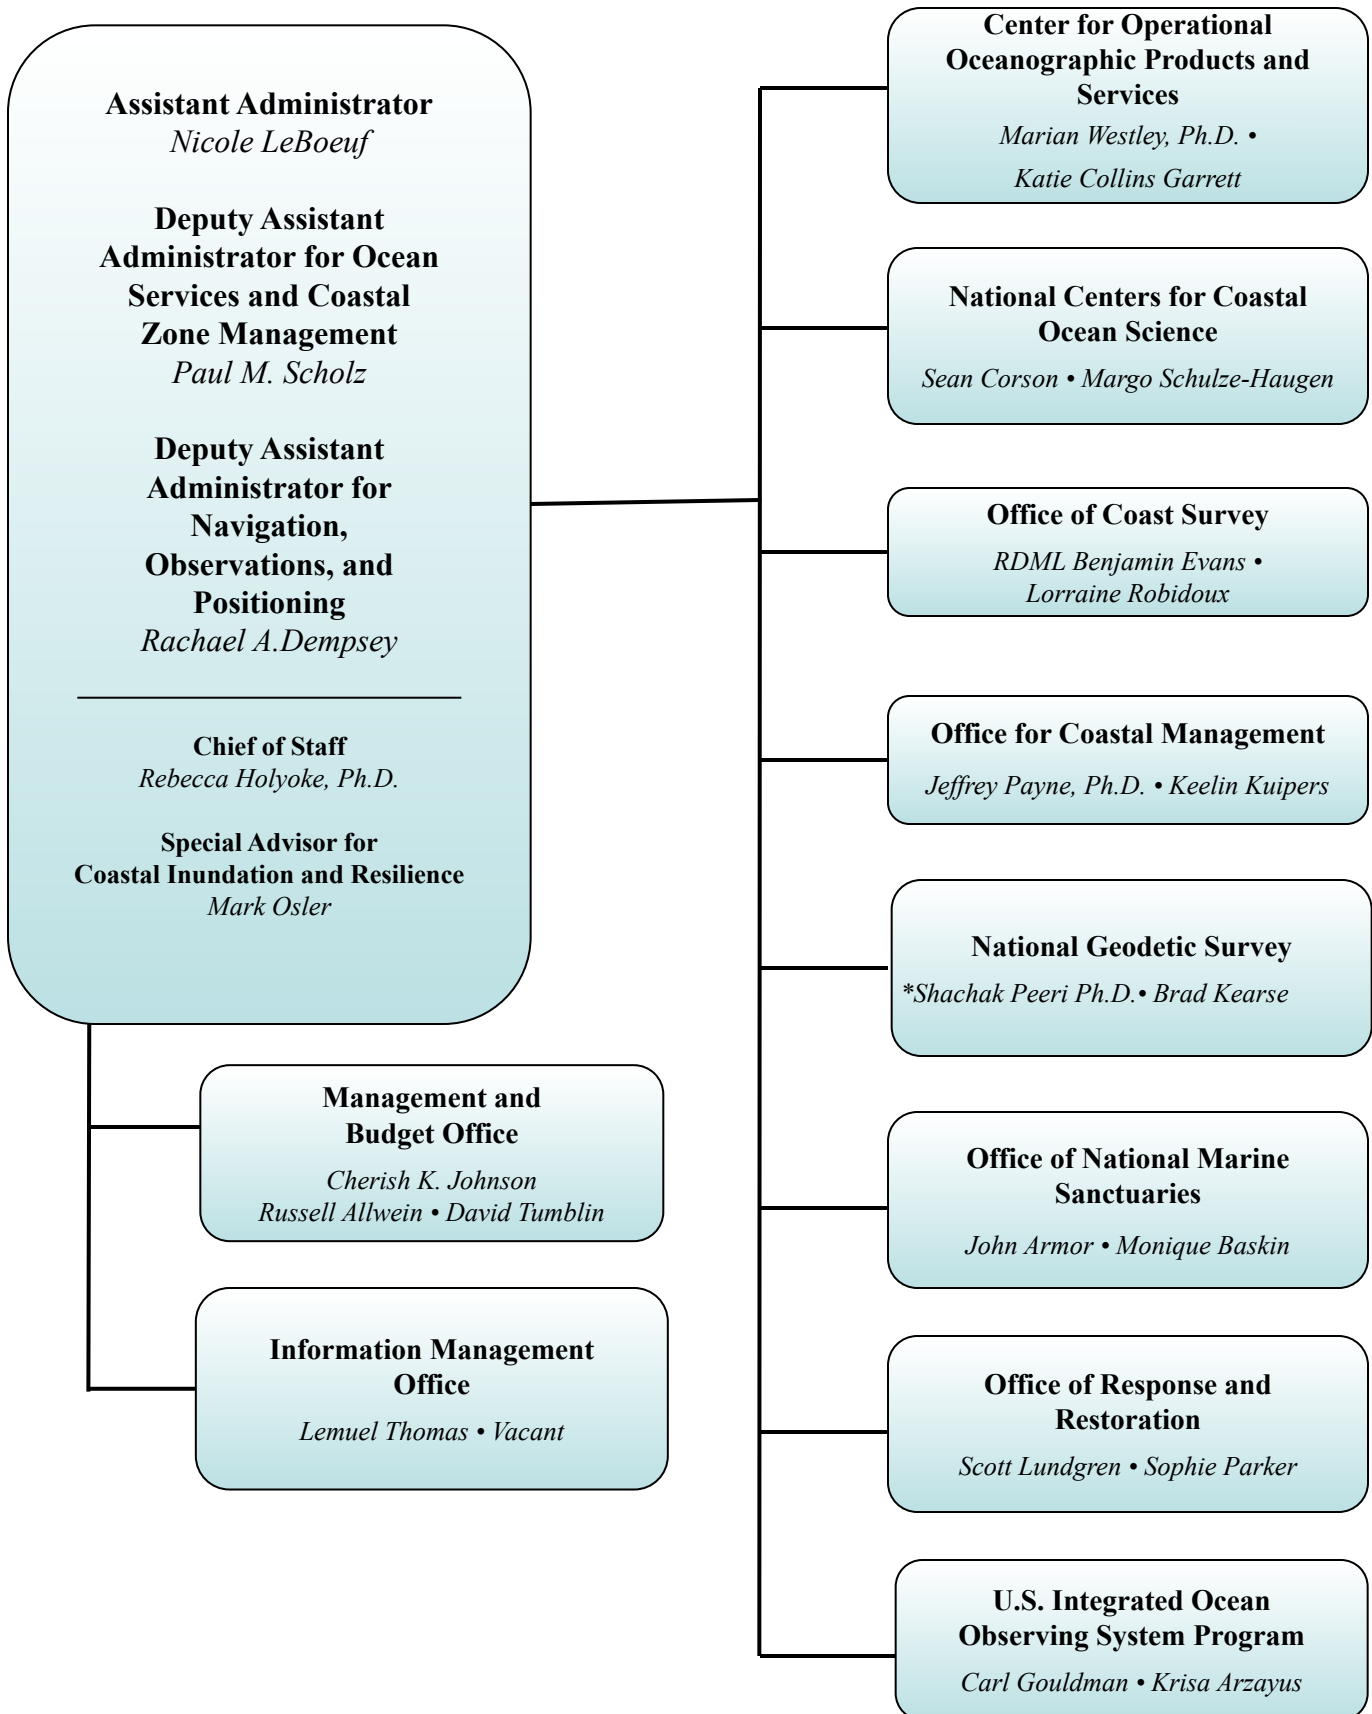 Assistant Administrator
Nicole LeBoeuf
Deputy Assistant
Administrator for Ocean
Services and Coastal
Zone Management
Paul M. Scholz
Deputy Assistant
Administrator for
Navigation,
Observations, and
Positioning
Rachael A.Dempsey
Chief of Staff
Rebecca Holyoke, Ph.D.
Special Advisor for
Coastal Inundation and Resilience
Mark Osler
Management and
Budget Office
Cherish K. Johnson
Russell Allwein • David Tumblin
Information Management
Office
Lemuel Thomas • Vacant
Center for Operational
Oceanographic Products and
Services
Marian Westley, Ph.D. •
Katie Collins Garrett
National Centers for Coastal
Ocean Science
Sean Corson • Margo Schulze-Haugen
Office of Coast Survey
RDML Benjamin Evans •
Lorraine Robidoux
Office for Coastal Management
Jeffrey Payne, Ph.D. • Keelin Kuipers
National Geodetic Survey
*Shachak Peeri Ph.D.• Brad Kearse
Office of National Marine
Sanctuaries
John Armor • Monique Baskin
Office of Response and
Restoration
Scott Lundgren • Sophie Parker
U.S. Integrated Ocean
Observing System Program
Carl Gouldman • Krisa Arzayus